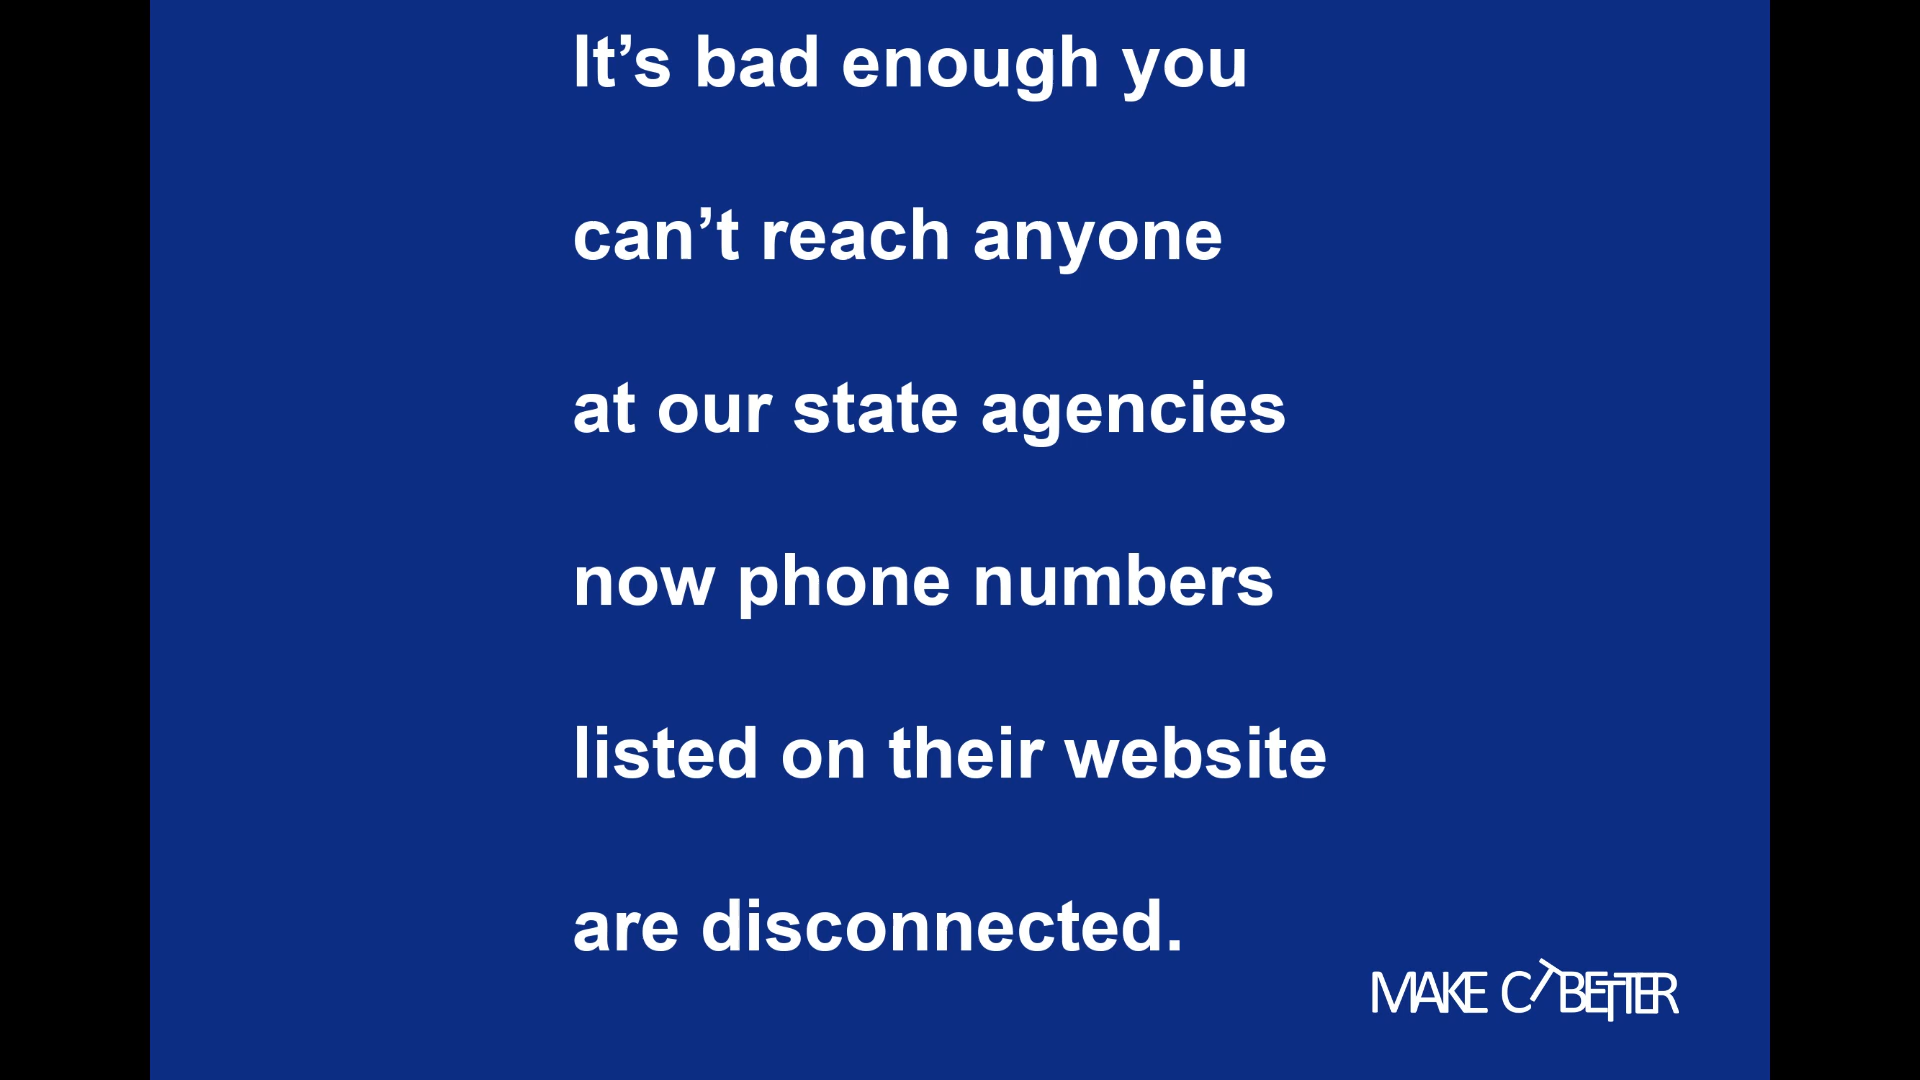 It’s bad enough you
can’t reach anyone
at our state agencies
now phone numbers
listed on their website
are disconnected.
MAKE CT BETTER